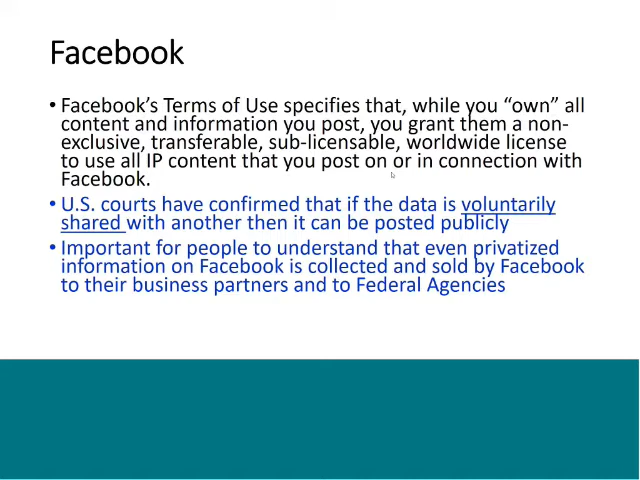 Facebook
• Facebook’s Terms of Use specifies that, while you “own” all
content and information you post, you grant them a non-
exclusive, transferable, sub-licensable, worldwide license
to use all IP content that you post on or in connection with
Facebook.
• U.S. courts have confirmed that if the data is voluntarily
shared with another then it can be posted publicly
• Important for people to understand that even privatized
information on Facebook is collected and sold by Facebook
to their business partners and to Federal Agencies